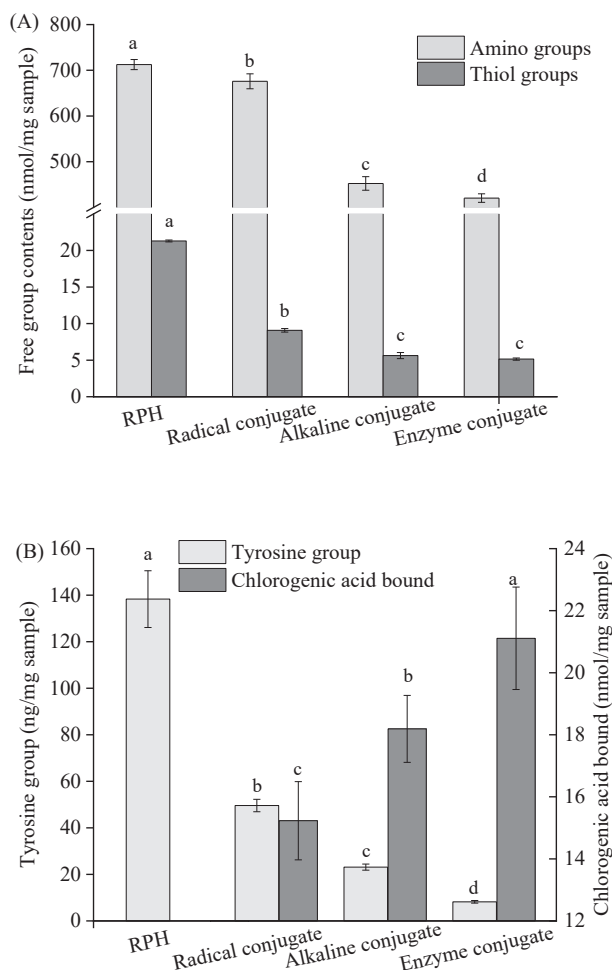 (A)
Amino groups
Thiol groups
Free group contents (nmol/mg sample)
700
600
500
20
15
10
5
0
a
b
c
d
a
b
c
c
RPH
Radical conjugate
Alkaline conjugate
Enzyme conjugate
(B)
Tyrosine group
Chlorogenic acid bound
Tyrosine group (ng/mg sample)
160
140
120
100
80
60
40
20
0
Chlorogenic acid bound (nmol/mg sample)
24
22
20
18
16
14
12
a
b
c
c
b
d
a
RPH
Radical conjugate
Alkaline conjugate
Enzyme conjugate